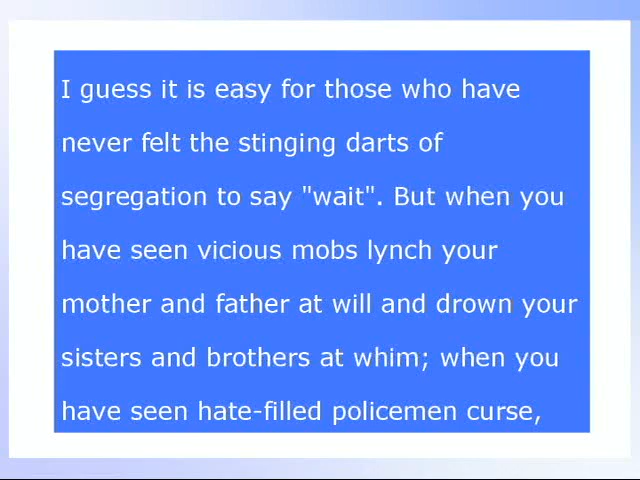 I guess it is easy for those who have
never felt the stinging darts of
segregation to say "wait". But when you
have seen vicious mobs lynch your
mother and father at will and drown your
sisters and brothers at whim; when you
have seen hate-filled policemen curse,